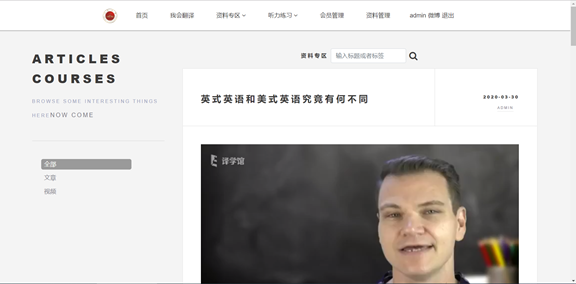 首页 我会翻译 资料专区 听力练习 会员管理 资料管理 admin 微博 退出
ARTICLES
COURSES
BROWSE SOME INTERESTING THINGS
HERENOW COME
全部
文章
视频
资料专区 输入标题或者标签
英式英语和美式英语究竟有何不同
2020-03-30
ADMIN
译学馆